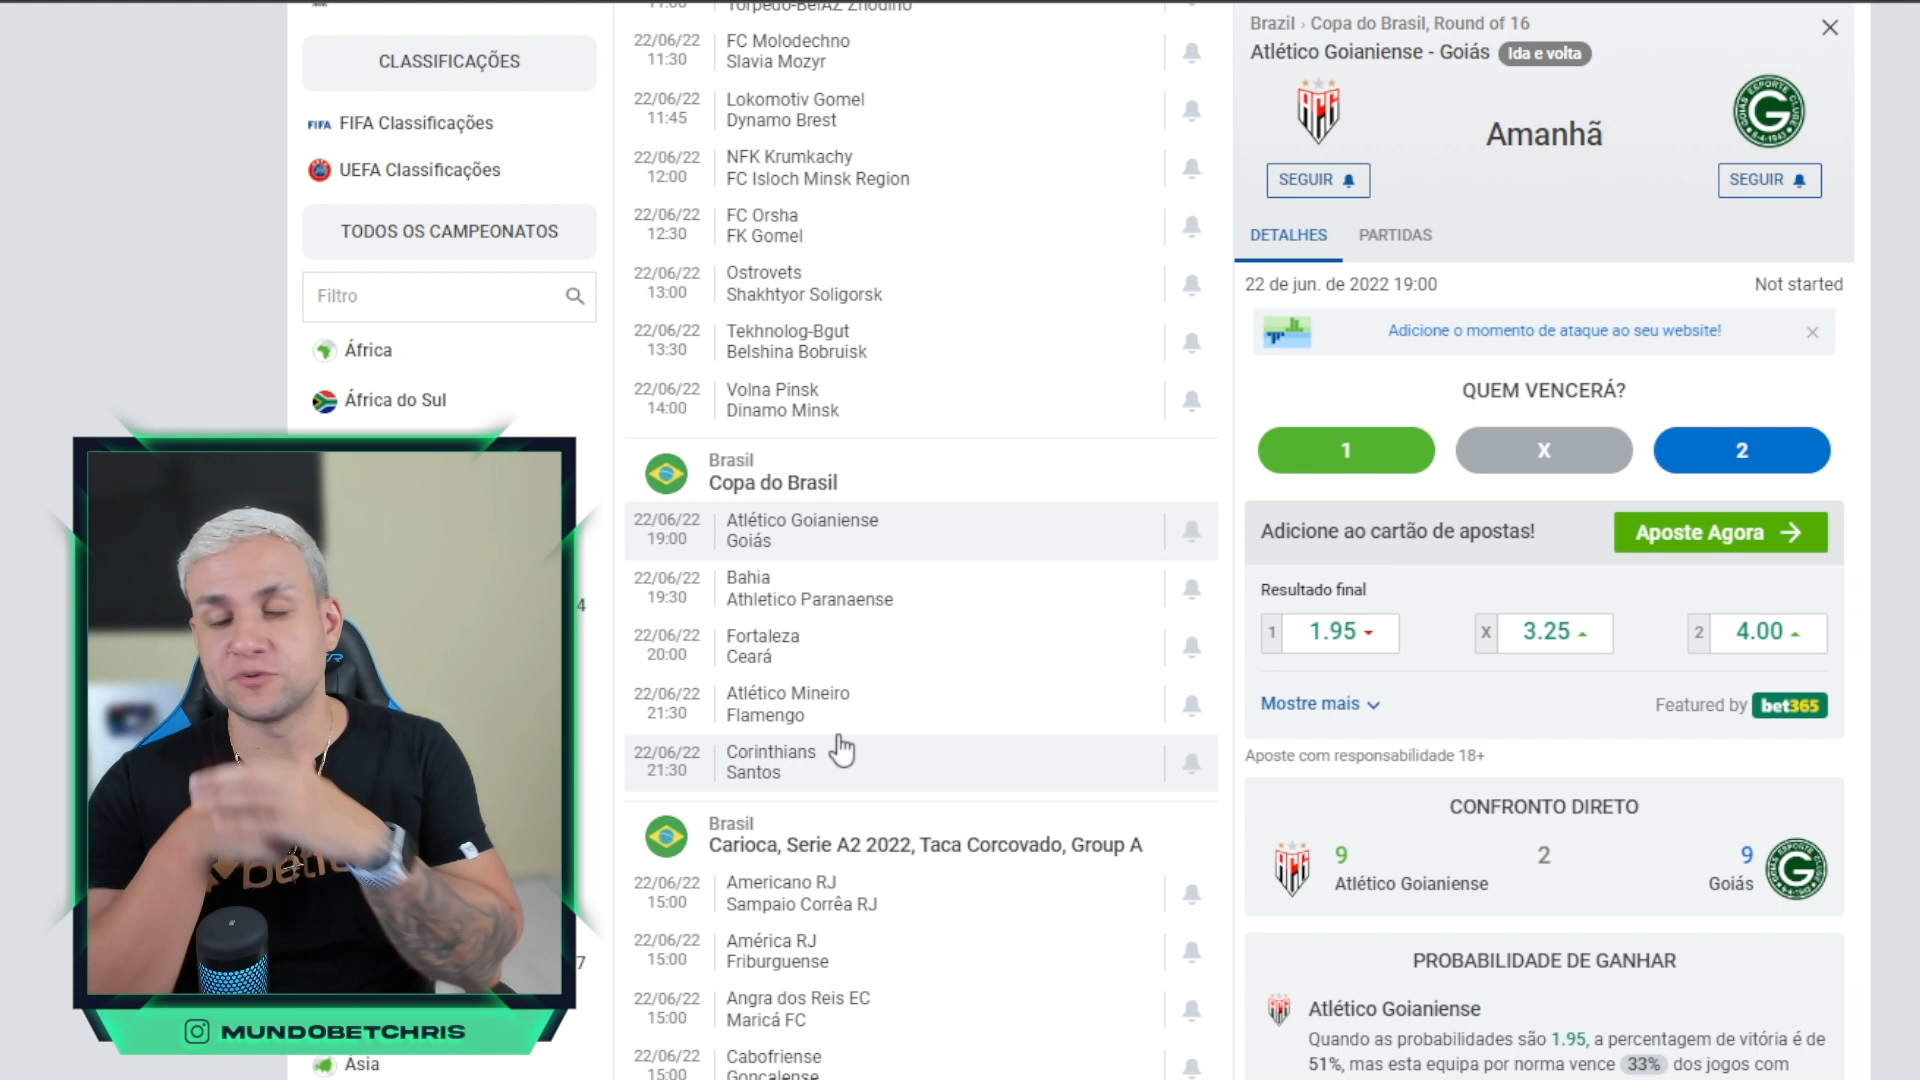 CLASSIFICAÇÕES
FIFA FIFA Classificações
UEFA Classificações
TODOS OS CAMPEONATOS
Filtro
África
África do Sul
4
7
Ásia
MUNDOBETCHRIS
11:00 Torpedo-BelAZ Zhodino
22/06/22 FC Molodechno
11:30 Slavia Mozyr
22/06/22 Lokomotiv Gomel
11:45 Dynamo Brest
22/06/22 NFK Krumkachy
12:00 FC Isloch Minsk Region
22/06/22 FC Orsha
12:30 FK Gomel
22/06/22 Ostrovets
13:00 Shakhtyor Soligorsk
22/06/22 Tekhnolog-Bgut
13:30 Belshina Bobruisk
22/06/22 Volna Pinsk
14:00 Dinamo Minsk
Brasil
Copa do Brasil
22/06/22 Atlético Goianiense
19:00 Goiás
22/06/22 Bahia
19:30 Athletico Paranaense
22/06/22 Fortaleza
20:00 Ceará
22/06/22 Atlético Mineiro
21:30 Flamengo
22/06/22 Corinthians
21:30 Santos
Brasil
Carioca, Serie A2 2022, Taca Corcovado, Group A
22/06/22 Americano RJ
15:00 Sampaio Corrêa RJ
22/06/22 América RJ
15:00 Friburguense
22/06/22 Angra dos Reis EC
15:00 Maricá FC
22/06/22 Cabofriense
15:00 Gonçalense
Brazil › Copa do Brasil, Round of 16
Atlético Goianiense - Goiás Ida e volta
Amanhã
SEGUIR SEGUIR
DETALHES PARTIDAS
22 de jun. de 2022 19:00 Not started
Adicione o momento de ataque ao seu website!
QUEM VENCERÁ?
1 X 2
Adicione ao cartão de apostas! Aposte Agora
Resultado final
1 1.95 X 3.25 2 4.00
Mostre mais Featured by bet365
Aposte com responsabilidade 18+
CONFRONTO DIRETO
9 2 9
Atlético Goianiense Goiás
PROBABILIDADE DE GANHAR
Atlético Goianiense
Quando as probabilidades são 1.95, a percentagem de vitória é de
51%, mas esta equipa por norma vence 33% dos jogos com